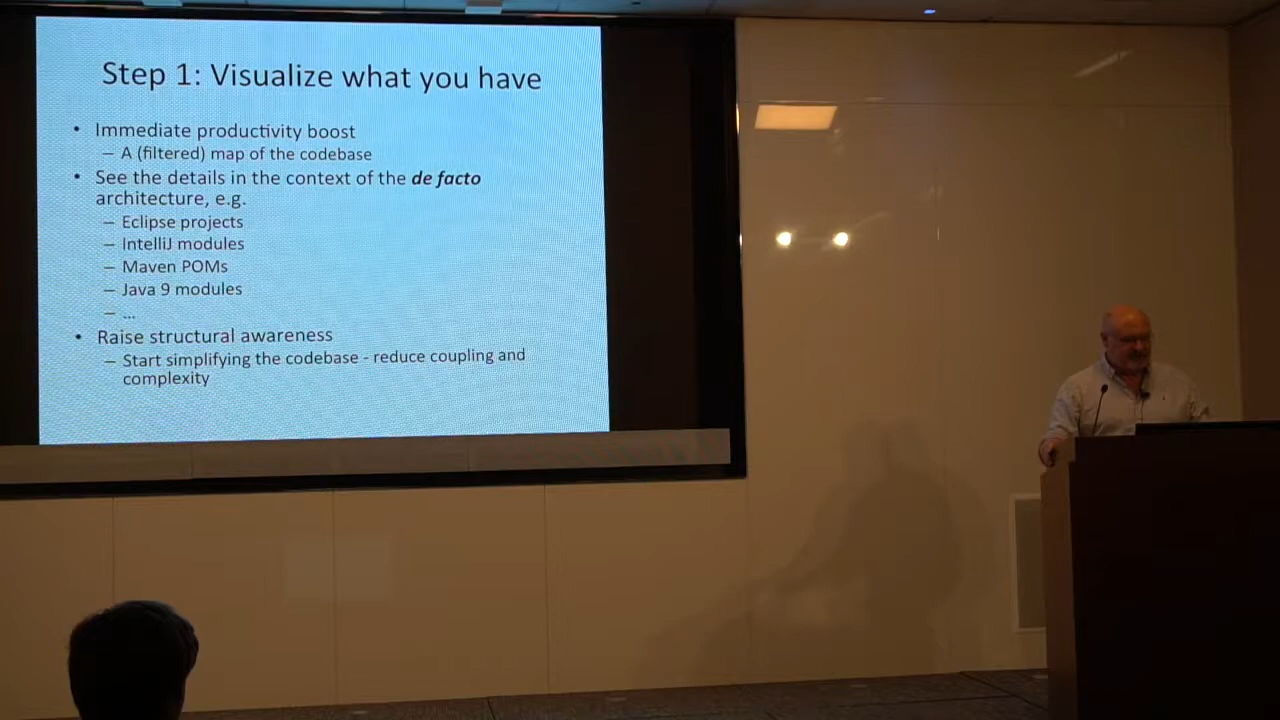 Step 1: Visualize what you have
• Immediate productivity boost
– A (filtered) map of the codebase
• See the details in the context of the de facto
architecture, e.g.
– Eclipse projects
– IntelliJ modules
– Maven POMs
– Java 9 modules
– ...
• Raise structural awareness
– Start simplifying the codebase - reduce coupling and
complexity